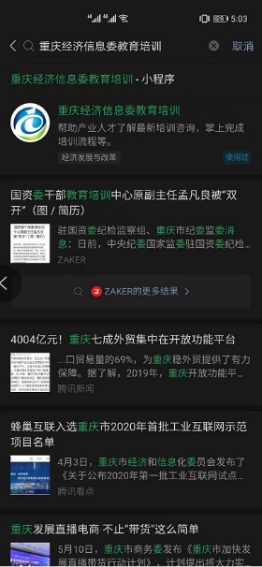 5:03
重庆经济信息委教育培训
取消
重庆经济信息委教育培训 - 小程序
重庆经济信息委教育培训
帮助产业人才了解最新培训咨询，掌上完成
培训流程等。
经济发展与改革
使用过
国资委干部教育培训中心原副主任孟凡良被“双
开”（图 / 简历）
驻国资委纪检监察组、重庆市纪委监委消
息：日前，中央纪委国家监委驻国资委纪检...
ZAKER
ZAKER的更多结果
4004亿元！重庆七成外贸集中在开放功能平台
...口贸易量的69%，为重庆稳外贸提供了有力
保障。据了解，2019年，重庆开放功能平...
腾讯新闻
蜂巢互联入选重庆市2020年首批工业互联网示范
项目名单
4月3日，重庆市经济和信息化委员会发布了
《关于公布2020年第一批工业互联网试点...
腾讯看点
重庆发展直播电商 不止“带货”这么简单
5月10日，重庆市商务委发布《重庆市加快发
展直播带货行动计划》，计划提出将大力实...